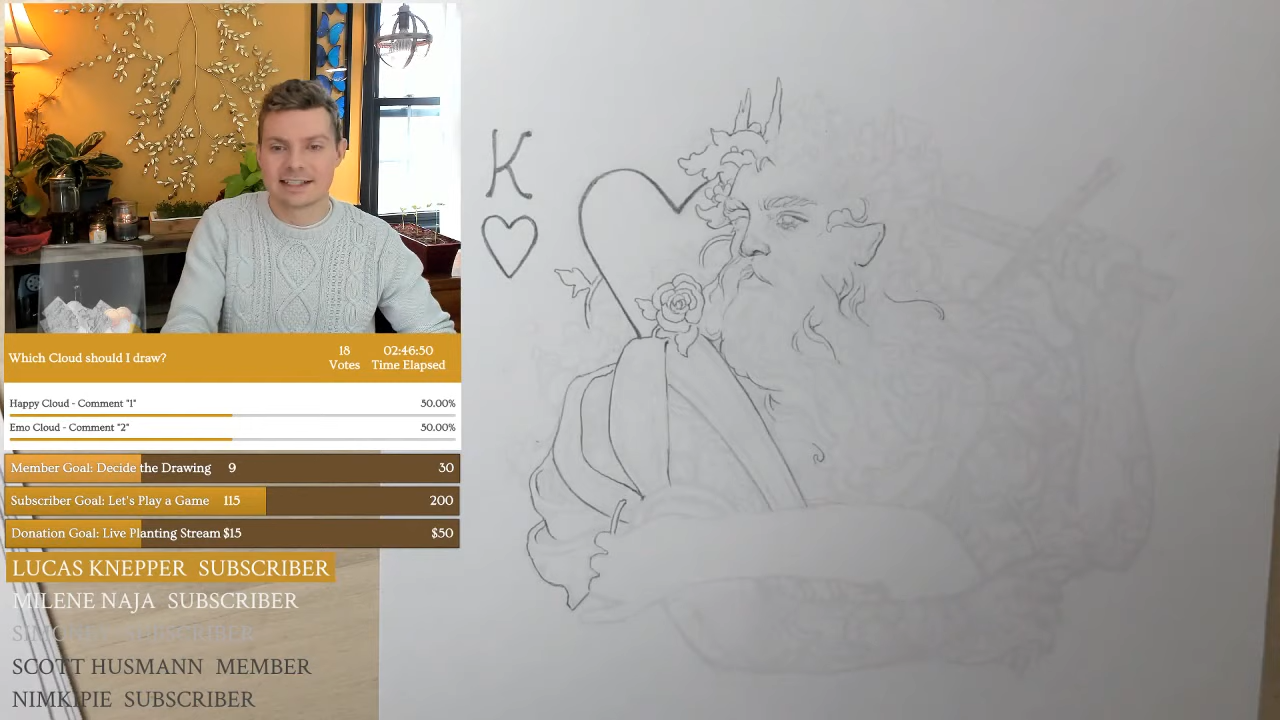 K
Which Cloud should I draw?
18 Votes
02:46:50 Time Elapsed
Happy Cloud - Comment "1" 50.00%
Emo Cloud - Comment "2" 50.00%
Member Goal: Decide the Drawing 9 30
Subscriber Goal: Let's Play a Game 115 200
Donation Goal: Live Planting Stream $15 $50
LUCAS KNEPPER SUBSCRIBER
MILENE NAJA SUBSCRIBER
SUBSCRIBER
SCOTT HUSMANN MEMBER
NIMKIPIE SUBSCRIBER